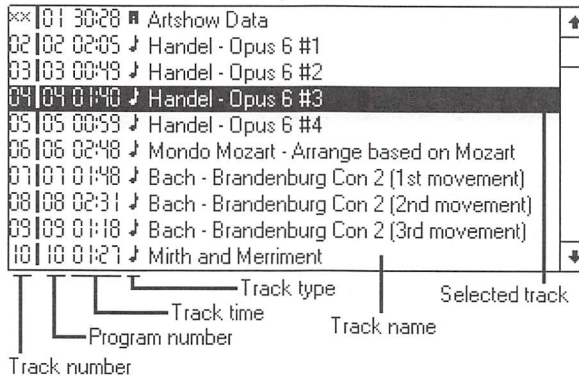 ×× 01 30:28 Artshow Data
02 02 02:05 ♪ Handel - Opus 6 #1
03 03 00:49 ♪ Handel - Opus 6 #2
04 04 01:40 ♪ Handel - Opus 6 #3
05 05 00:59 ♪ Handel - Opus 6 #4
06 06 02:48 ♪ Mondo Mozart - Arrange based on Mozart
07 07 01:48 ♪ Bach - Brandenburg Con 2 (1st movement)
08 08 02:31 ♪ Bach - Brandenburg Con 2 (2nd movement)
09 09 01:18 ♪ Bach - Brandenburg Con 2 (3rd movement)
10 10 01:27 ♪ Mirth and Merriment
Track type
Selected track
Track time
Track name
Program number
Track number